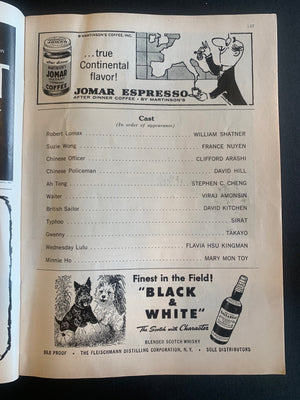 © MARTINSON'S COFFEE, INC.
...true
Continental
flavor!
JOMAR
COFFEE
JOMAR ESPRESSO
AFTER DINNER COFFEE • BY MARTINSON'S
Cast
(In order of appearance)
Robert Lomax WILLIAM SHATNER
Suzie Wong FRANCE NUYEN
Chinese Officer CLIFFORD ARASHI
Chinese Policeman DAVID HILL
Ah Tong STEPHEN C. CHENG
Waiter VIRAJ AMONSIN
British Sailor DAVID KITCHEN
Typhoo SIRAT
Gwenny TAKAYO
Wednesday Lulu FLAVIA HSU KINGMAN
Minnie Ho MARY MON TOY
Finest in the Field!
"BLACK
&
WHITE"
The Scotch with Character
BLENDED SCOTCH WHISKY
86.8 PROOF • THE FLEISCHMANN DISTILLING CORPORATION, N. Y. • SOLE DISTRIBUTORS